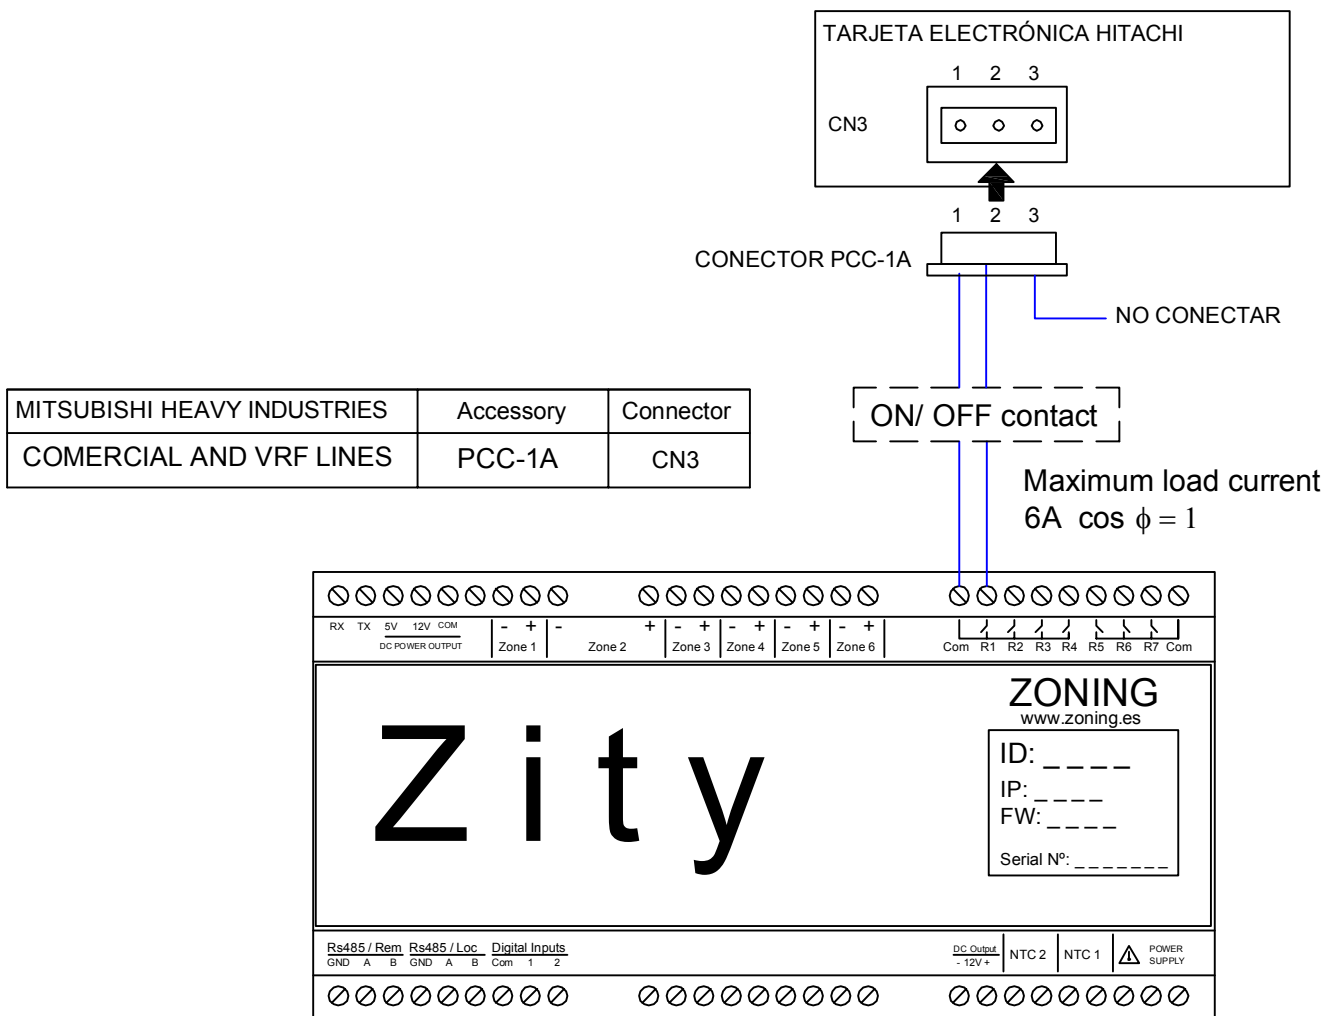 TARJETA ELECTRÓNICA HITACHI
1 2 3
CN3
1 2 3
CONECTOR PCC-1A
NO CONECTAR
MITSUBISHI HEAVY INDUSTRIES Accessory Connector
COMERCIAL AND VRF LINES PCC-1A CN3
ON/ OFF contact
Maximum load current
6A cos ϕ = 1
RX TX 5V 12V COM - + - + - + - + - + - +
DC POWER OUTPUT Zone 1 Zone 2 Zone 3 Zone 4 Zone 5 Zone 6 Com R1 R2 R3 R4 R5 R6 R7 Com
Zity
ZONING
www.zoning.es
ID: _ _ _ _
IP: _ _ _ _
FW: _ _ _ _
Serial Nº: _ _ _ _ _ _ _
Rs485 / Rem Rs485 / Loc Digital Inputs
GND A B GND A B Com 1 2
DC Output
- 12V +
NTC 2 NTC 1
POWER
SUPPLY